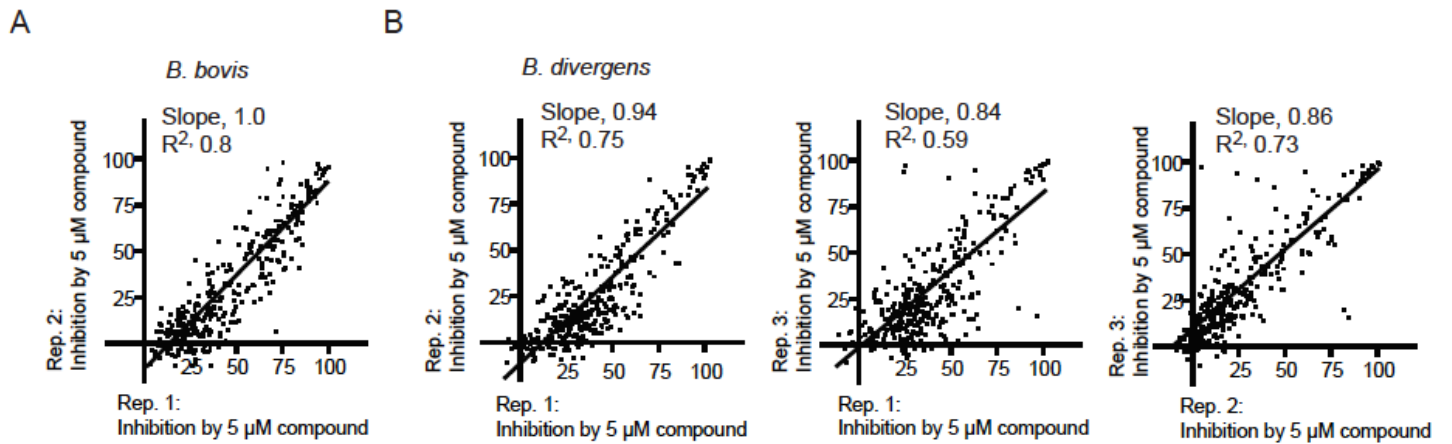 A
B
B. bovis
Slope, 1.0
R2, 0.8
Rep. 2:
Inhibition by 5 µM compound
100
75
50
25
25
50
75
100
Rep. 1:
Inhibition by 5 µM compound
B. divergens
Slope, 0.94
R2, 0.75
Rep. 2:
Inhibition by 5 µM compound
100
75
50
25
25
50
75
100
Rep. 1:
Inhibition by 5 µM compound
Slope, 0.84
R2, 0.59
Rep. 3:
Inhibition by 5 µM compound
100
75
50
25
25
50
75
100
Rep. 1:
Inhibition by 5 µM compound
Slope, 0.86
R2, 0.73
Rep. 3:
Inhibition by 5 µM compound
100
75
50
25
25
50
75
100
Rep. 2:
Inhibition by 5 µM compound